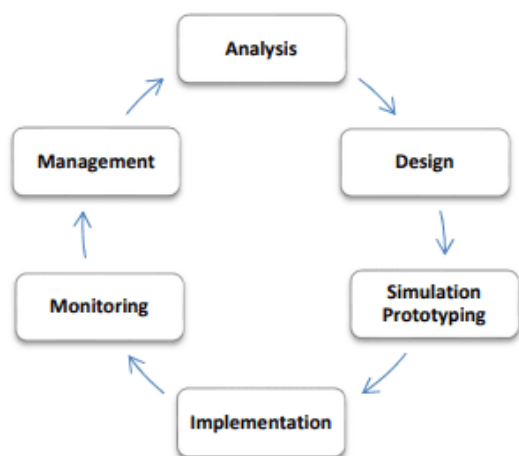 Analysis
Design
Simulation
Prototyping
Implementation
Monitoring
Management